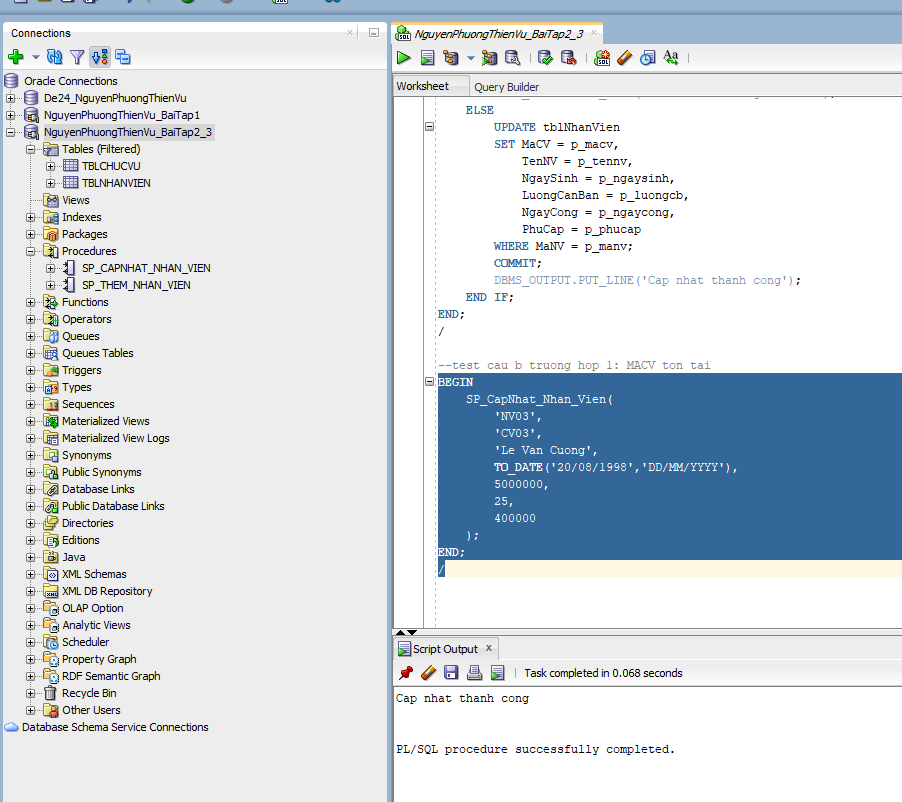 Connections
Oracle Connections
De24_NguyenPhuongThienVu
NguyenPhuongThienVu_BaiTap1
NguyenPhuongThienVu_BaiTap2_3
Tables (Filtered)
TBLCHUCVU
TBLNHANVIEN
Views
Indexes
Packages
Procedures
SP_CAPNHAT_NHAN_VIEN
SP_THEM_NHAN_VIEN
Functions
Operators
Queues
Queues Tables
Triggers
Types
Sequences
Materialized Views
Materialized View Logs
Synonyms
Public Synonyms
Database Links
Public Database Links
Directories
Editions
Java
XML Schemas
XML DB Repository
OLAP Option
Analytic Views
Scheduler
Property Graph
RDF Semantic Graph
Recycle Bin
Other Users
Database Schema Service Connections
NguyenPhuongThienVu_BaiTap2_3
Worksheet Query Builder
ELSE
UPDATE tblNhanVien
SET MaCV = p_macv,
TenNV = p_tennv,
NgaySinh = p_ngaysinh,
LuongCanBan = p_luongcb,
NgayCong = p_ngaycong,
PhuCap = p_phucap
WHERE MaNV = p_manv;
COMMIT;
DBMS_OUTPUT.PUT_LINE('Cap nhat thanh cong');
END IF;
END;
/
--test cau b truong hop 1: MACV ton tai
BEGIN
SP_CapNhat_Nhan_Vien(
'NV03',
'CV03',
'Le Van Cuong',
TO_DATE('20/08/1998','DD/MM/YYYY'),
5000000,
25,
400000
);
END;
/
Script Output
Task completed in 0.068 seconds
Cap nhat thanh cong
PL/SQL procedure successfully completed.